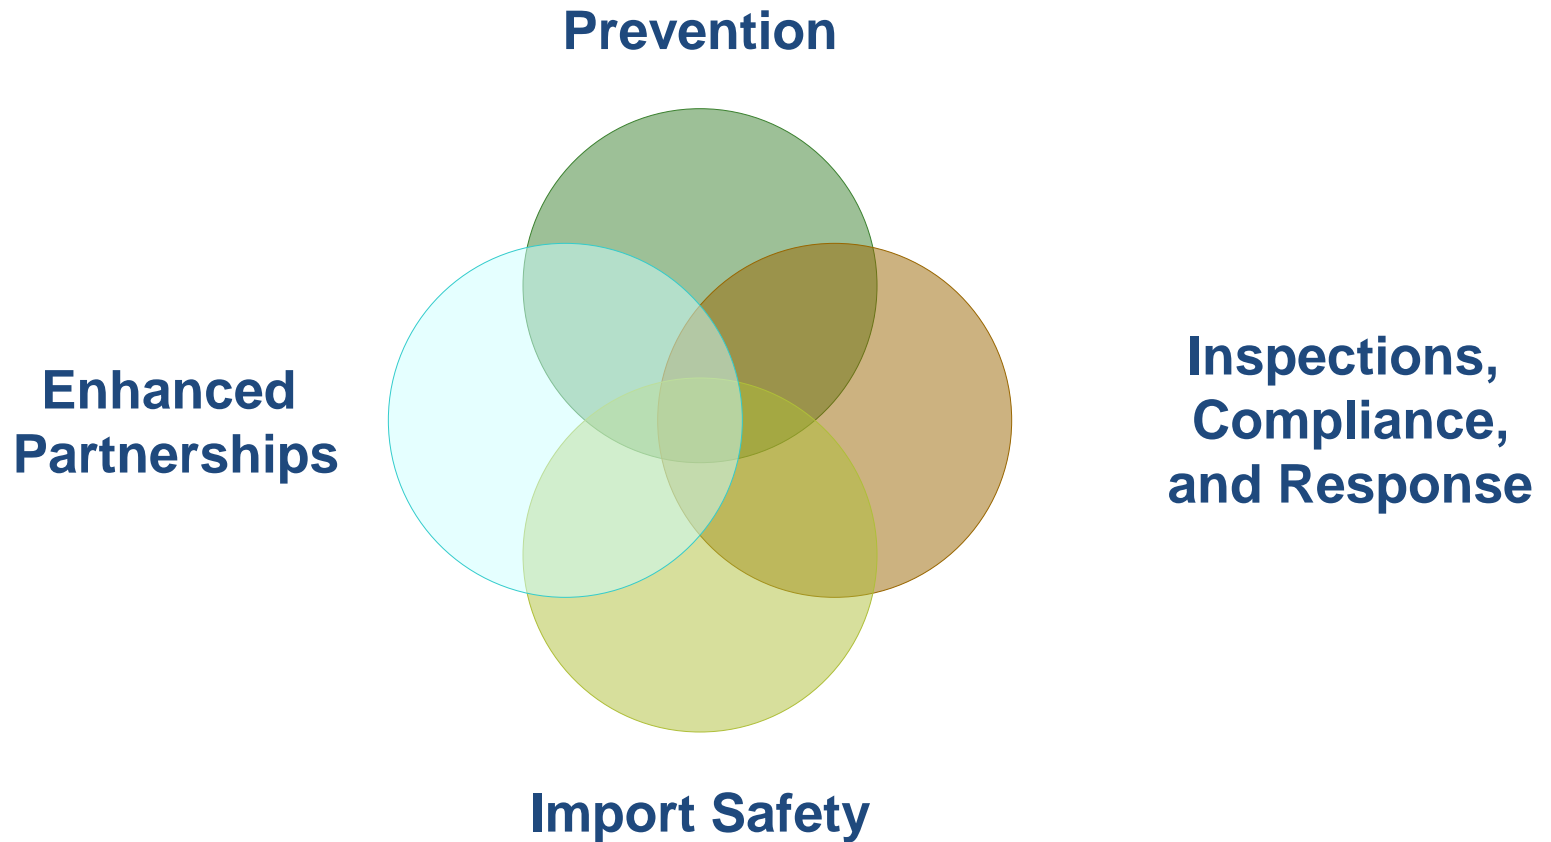 Prevention
Enhanced
Partnerships
Inspections,
Compliance,
and Response
Import Safety